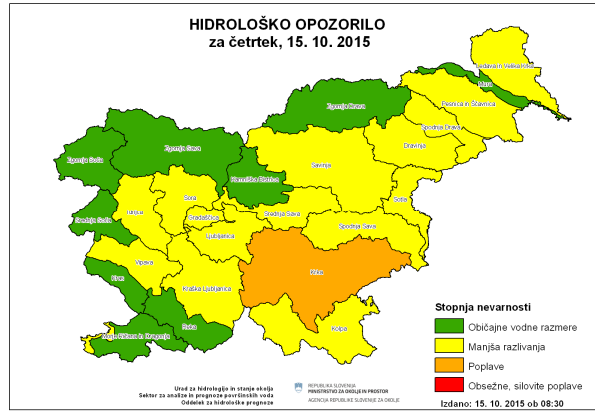 HIDROLOŠKO OPOZORILO
za četrtek, 15. 10. 2015
Ledava in Velika Krka
Mura
Pesnica in Ščavnica
Zgornja Drava
Spodnja Drava
Dravinja
Zgornja Sava
Zgornja Soča
Savinja
Kamniška Bistrica
Sotla
Sora
Idrijca
Gradaščica
Srednja Sava
Srednja Soča
Spodnja Sava
Ljubljanica
Vipava
Krka
Kras
Kraška Ljubljanica
Reka
Kolpa
Stopnja nevarnosti
Običajne vodne razmere
Manjša razlivanja
Poplave
Obsežne, silovite poplave
Urad za hidrologijo in stanje okolja
Sektor za analize in prognoze površinskih voda
Oddelek za hidrološke prognoze
REPUBLIKA SLOVENIJA
MINISTRSTVO ZA OKOLJE IN PROSTOR
AGENCIJA REPUBLIKE SLOVENIJE ZA OKOLJE
Izdano: 15. 10. 2015 ob 08:30